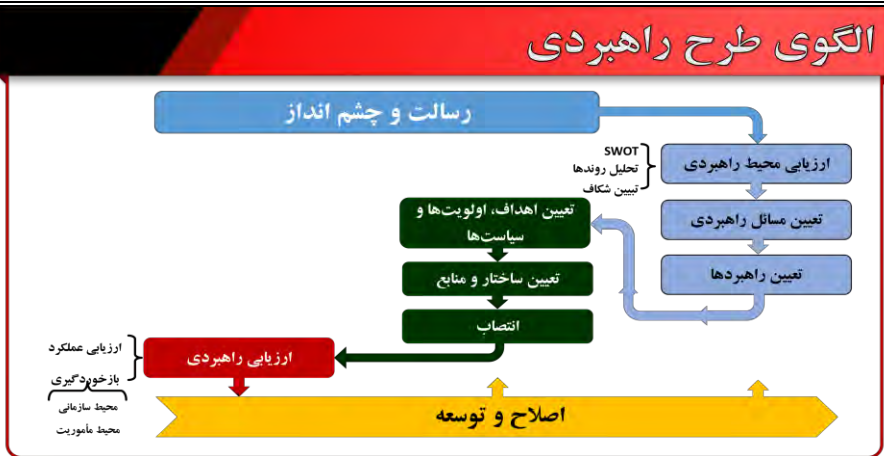 الگوی طرح راهبردی
رسالت و چشم انداز
ارزیابی محیط راهبردی
SWOT
تحلیل روندها
تبیین شکاف
تعیین مسائل راهبردی
تعیین راهبردها
تعیین اهداف، اولویت‌ها و
سیاست‌ها
تعیین ساختار و منابع
انتصاب
ارزیابی راهبردی
ارزیابی عملکرد
بازخوردگیری
محیط سازمانی
محیط مأموریت
اصلاح و توسعه